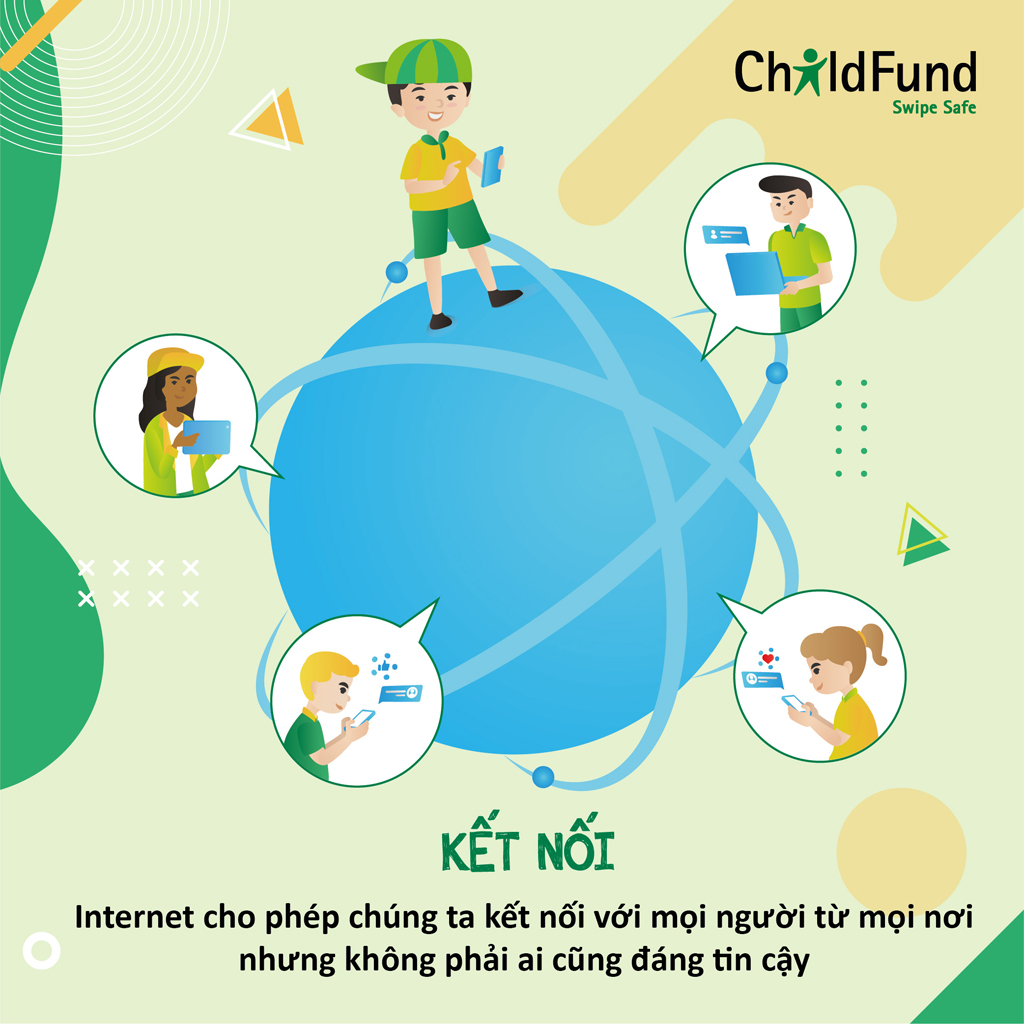 ChildFund
Swipe Safe
KẾT NỐI
Internet cho phép chúng ta kết nối với mọi người từ mọi nơi
nhưng không phải ai cũng đáng tin cậy